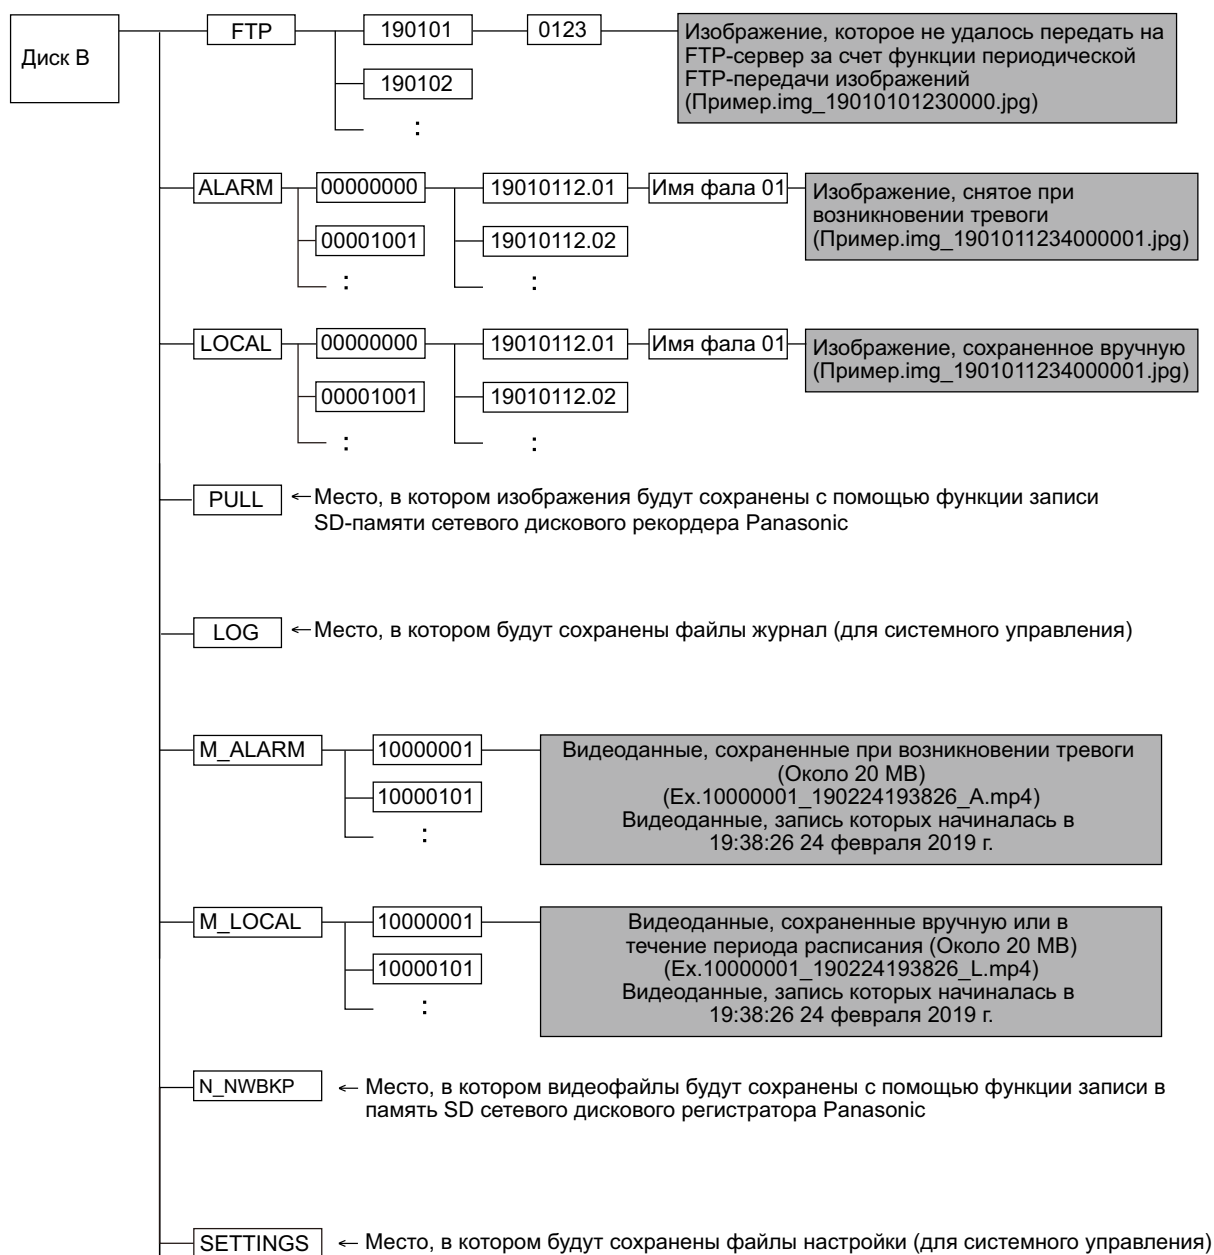 Диск B
FTP
190101
0123
Изображение, которое не удалось передать на
FTP-сервер за счет функции периодической
FTP-передачи изображений
(Пример.img_19010101230000.jpg)
190102
:
ALARM
00000000
19010112.01
Имя фала 01
Изображение, снятое при
возникновении тревоги
(Пример.img_1901011234000001.jpg)
00001001
19010112.02
:
:
LOCAL
00000000
19010112.01
Имя фала 01
Изображение, сохраненное вручную
(Пример.img_1901011234000001.jpg)
00001001
19010112.02
:
:
PULL
←Место, в котором изображения будут сохранены с помощью функции записи
SD-памяти сетевого дискового рекордера Panasonic
LOG
←Место, в котором будут сохранены файлы журнал (для системного управления)
M_ALARM
10000001
Видеоданные, сохраненные при возникновении тревоги
(Около 20 MB)
(Ex.10000001_190224193826_A.mp4)
Видеоданные, запись которых начиналась в
19:38:26 24 февраля 2019 г.
10000101
:
M_LOCAL
10000001
Видеоданные, сохраненные вручную или в
течение периода расписания (Около 20 MB)
(Ex.10000001_190224193826_L.mp4)
Видеоданные, запись которых начиналась в
19:38:26 24 февраля 2019 г.
10000101
:
N_NWBKP
← Место, в котором видеофайлы будут сохранены с помощью функции записи в
память SD сетевого дискового регистратора Panasonic
SETTINGS
← Место, в котором будут сохранены файлы настройки (для системного управления)